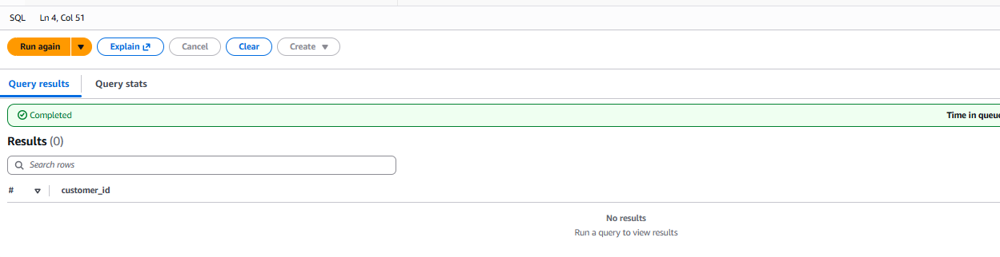 SQL Ln 4, Col 51
Run again Explain Cancel Clear Create
Query results Query stats
Completed Time in queue
Results (0)
Search rows
# customer_id
No results
Run a query to view results